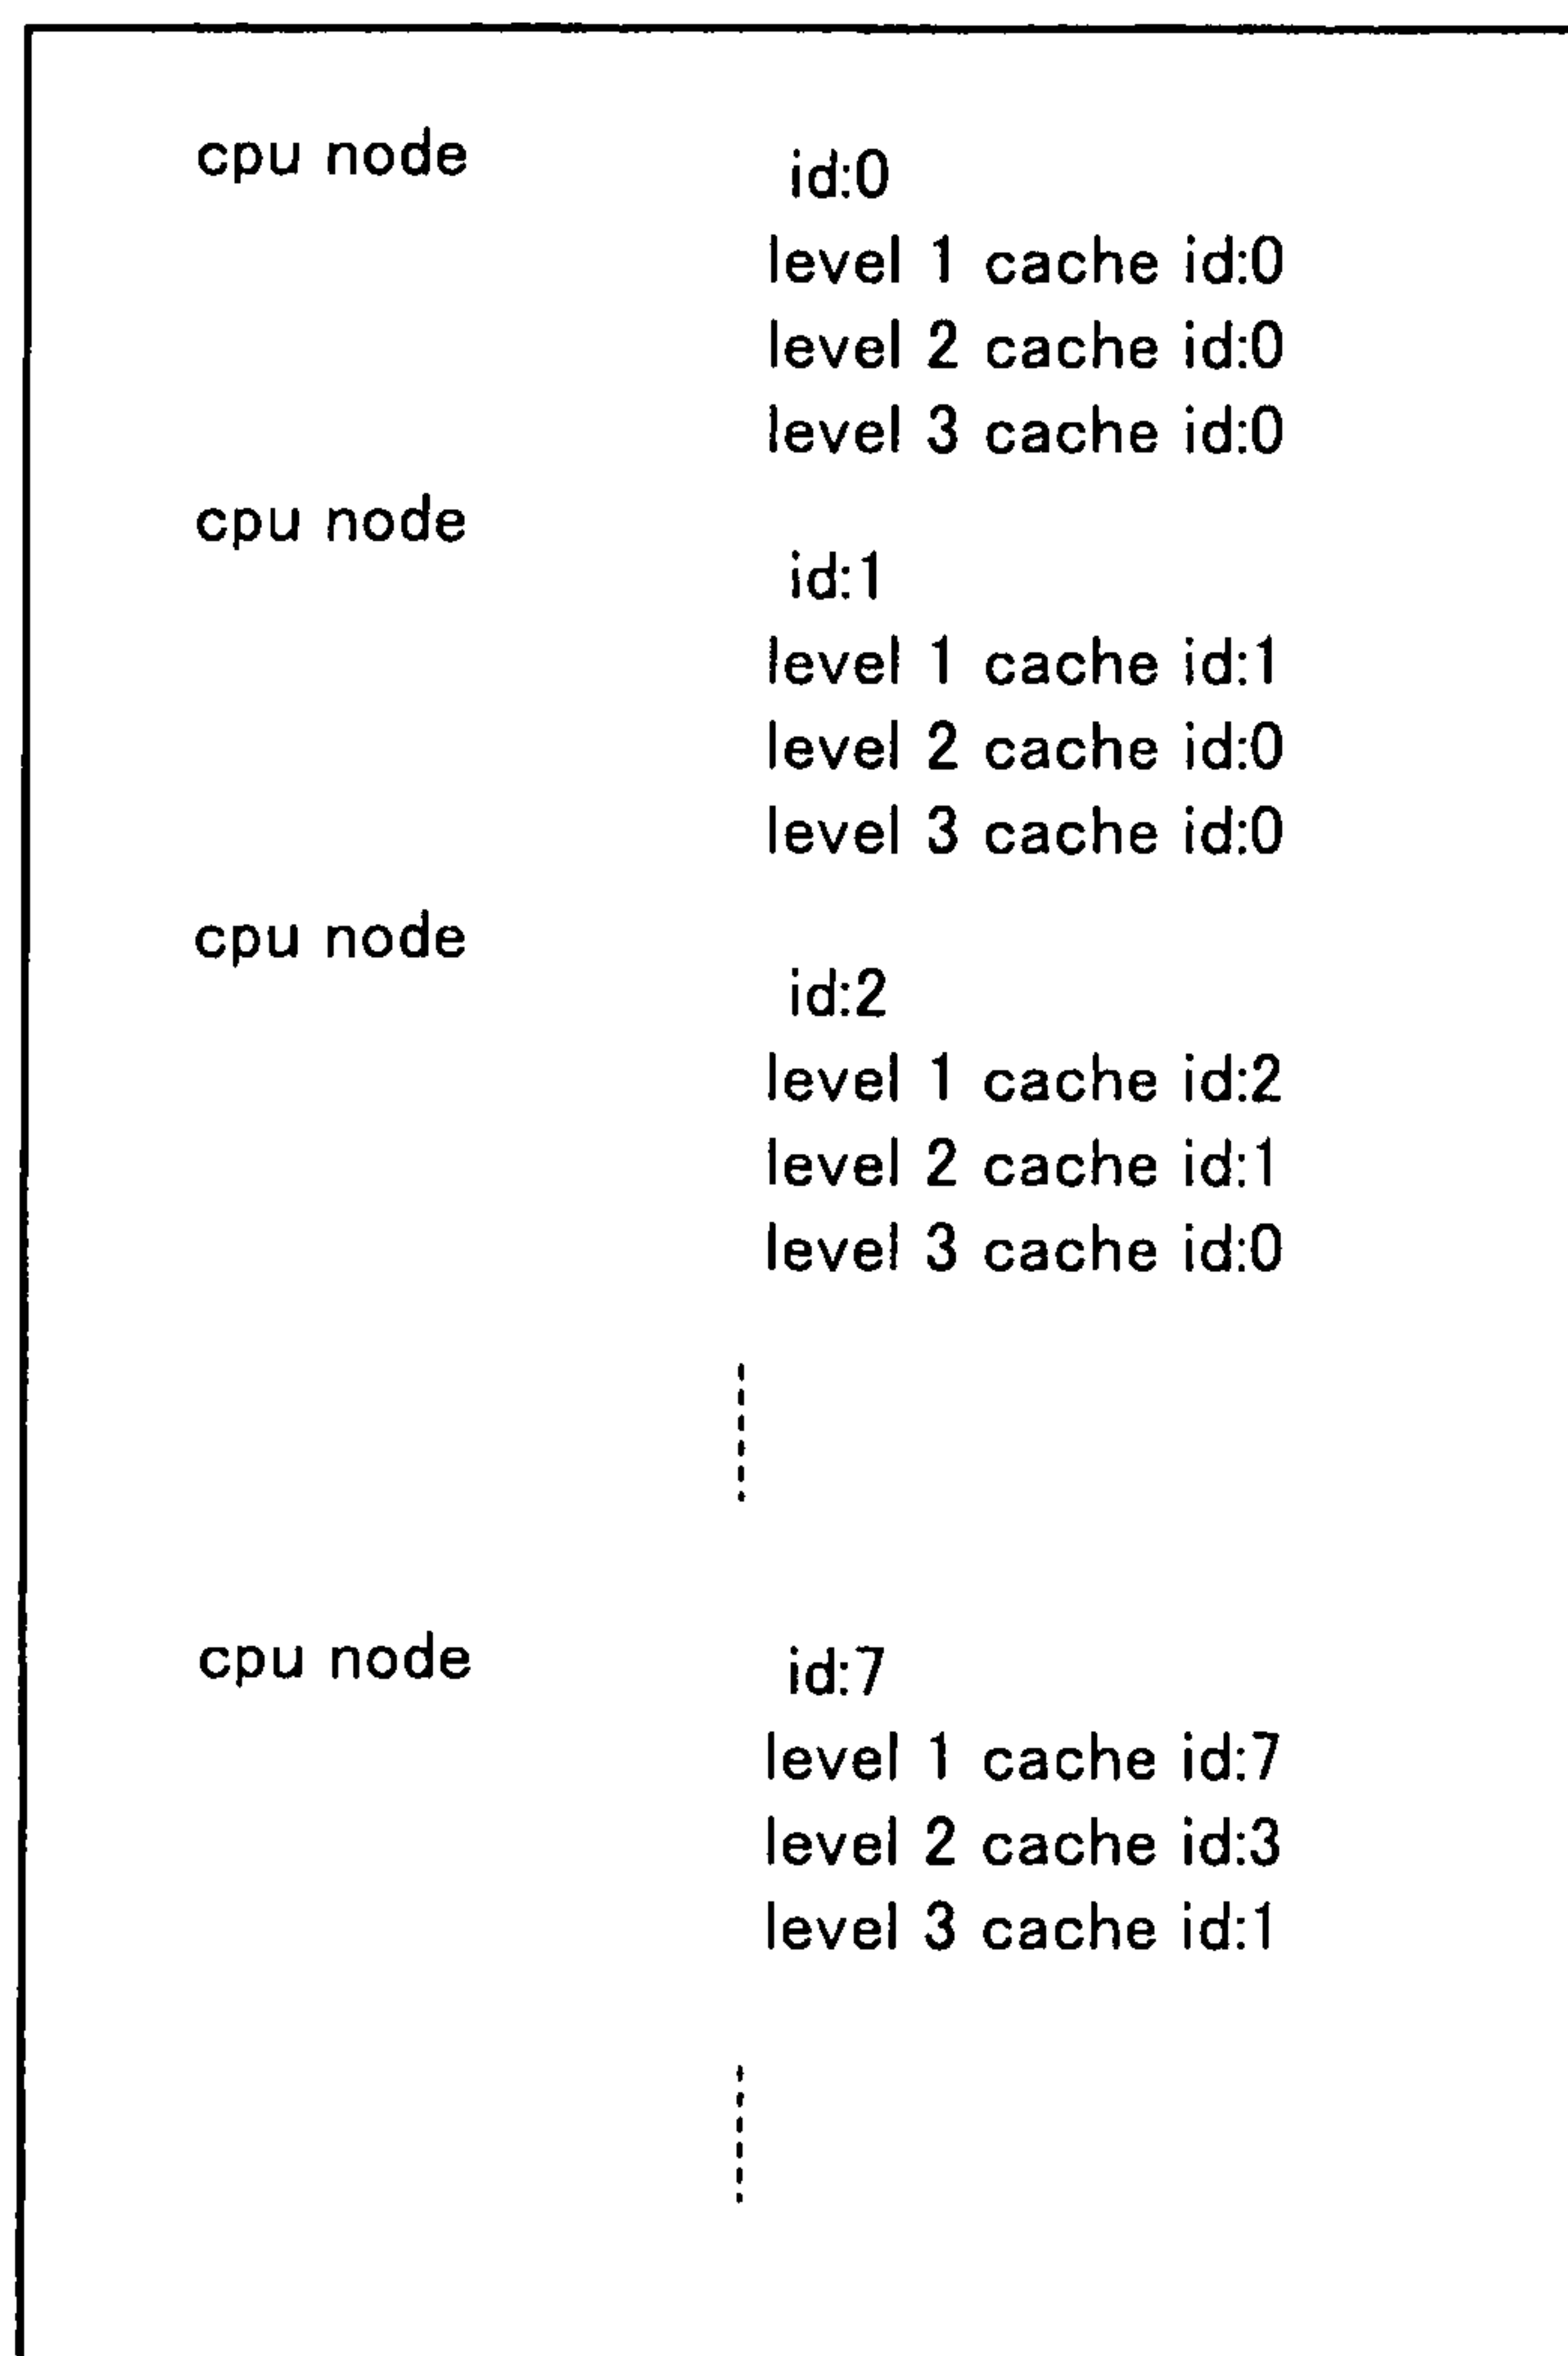 cpu node id:0
level 1 cache id:0
level 2 cache id:0
level 3 cache id:0
cpu node
id:1
level 1 cache id:1
level 2 cache id:0
level 3 cache id:0
cpu node
id:2
level 1 cache id:2
level 2 cache id:1
level 3 cache id:0
cpu node id:7
level 1 cache id:7
level 2 cache id:3
level 3 cache id:1